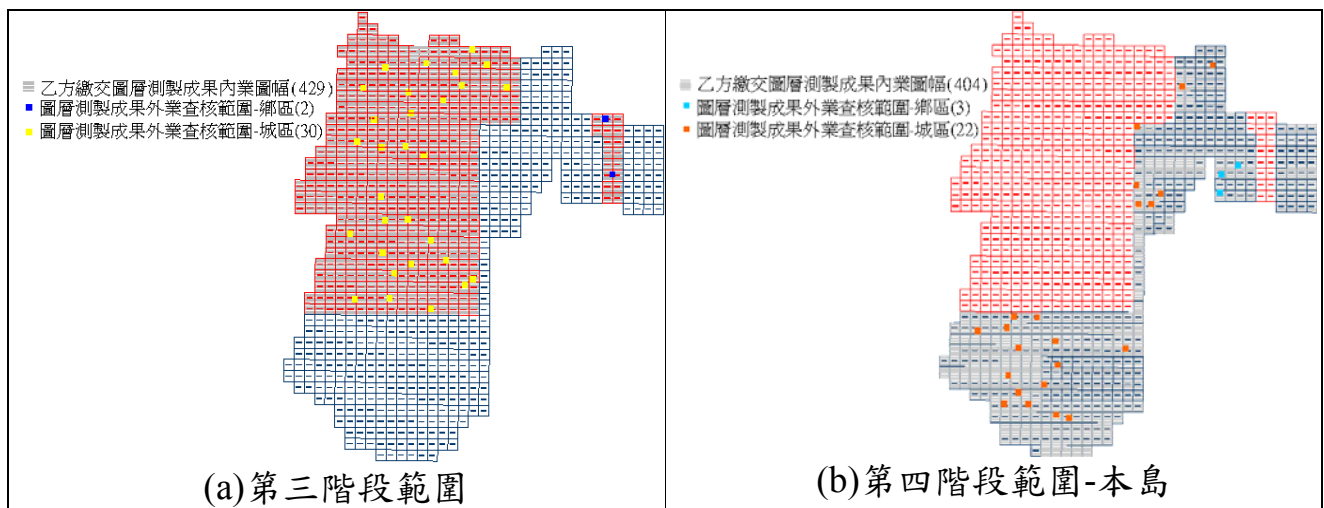 乙方繳交圖層測製成果內業圖幅(429)
圖層測製成果外業查核範圍-鄉區(2)
圖層測製成果外業查核範圍-城區(30)
(a)第三階段範圍
乙方繳交圖層測製成果內業圖幅(404)
圖層測製成果外業查核範圍-鄉區(3)
圖層測製成果外業查核範圍-城區(22)
(b)第四階段範圍-本島